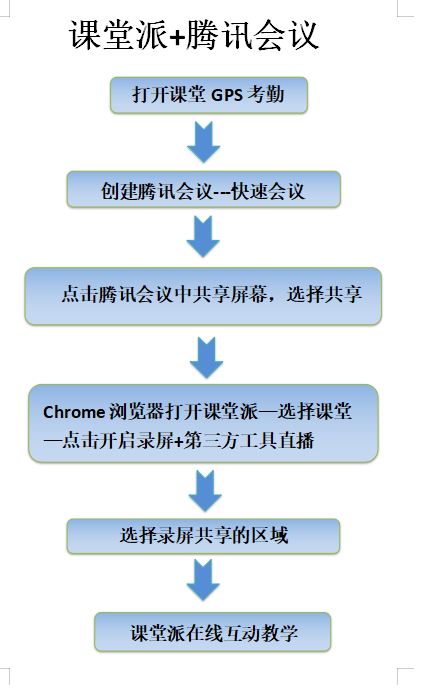 课堂派+腾讯会议
打开课堂 GPS 考勤
创建腾讯会议---快速会议
点击腾讯会议中共享屏幕，选择共享
Chrome 浏览器打开课堂派—选择课堂
—点击开启录屏+第三方工具直播
选择录屏共享的区域
课堂派在线互动教学